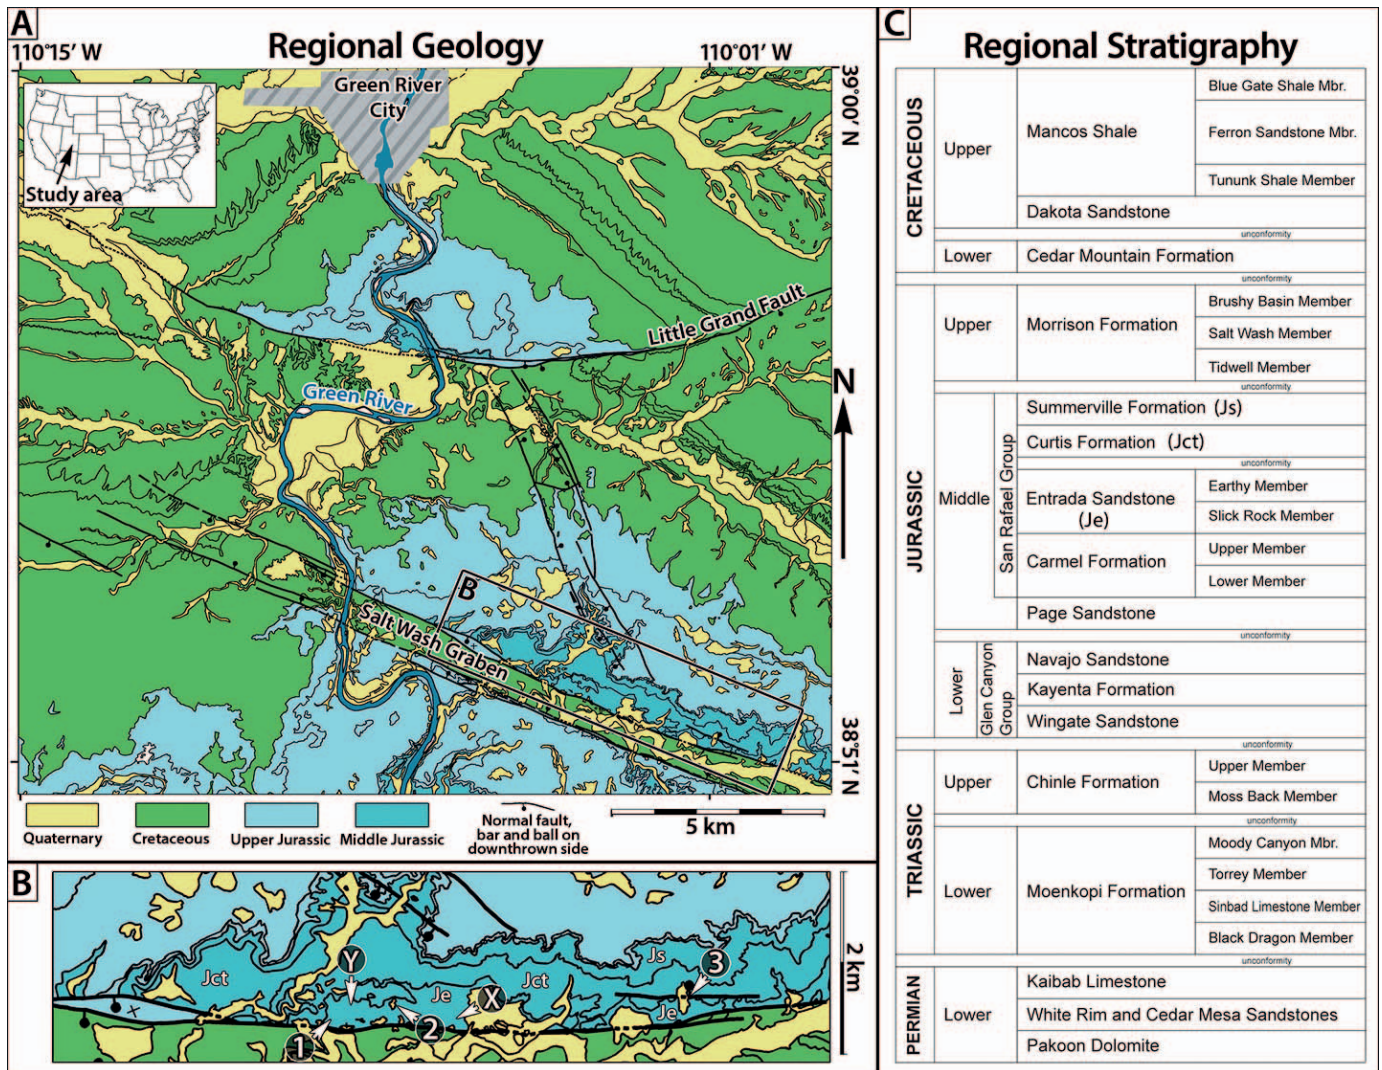 A
Regional Geology
110°15' W
110°01' W
39°00' N
Green River
City
Study area
Little Grand Fault
N
Green River
B
Salt Wash Graben
38°51' N
Quaternary
Cretaceous
Upper Jurassic
Middle Jurassic
Normal fault,
bar and ball on
downthrown side
5 km
B
Y
Jct
Je
Jct
X
Js
3
Je
2
1
2 km
C
Regional Stratigraphy
CRETACEOUS
Upper
Mancos Shale
Blue Gate Shale Mbr.
Ferron Sandstone Mbr.
Tununk Shale Member
Dakota Sandstone
unconformity
Lower
Cedar Mountain Formation
unconformity
JURASSIC
Upper
Morrison Formation
Brushy Basin Member
Salt Wash Member
Tidwell Member
unconformity
Middle
San Rafael Group
Summerville Formation (Js)
Curtis Formation (Jct)
unconformity
Entrada Sandstone
(Je)
Earthy Member
Slick Rock Member
Carmel Formation
Upper Member
Lower Member
Page Sandstone
unconformity
Lower
Glen Canyon
Group
Navajo Sandstone
Kayenta Formation
Wingate Sandstone
unconformity
TRIASSIC
Upper
Chinle Formation
Upper Member
Moss Back Member
unconformity
Lower
Moenkopi Formation
Moody Canyon Mbr.
Torrey Member
Sinbad Limestone Member
Black Dragon Member
unconformity
PERMIAN
Lower
Kaibab Limestone
White Rim and Cedar Mesa Sandstones
Pakoon Dolomite